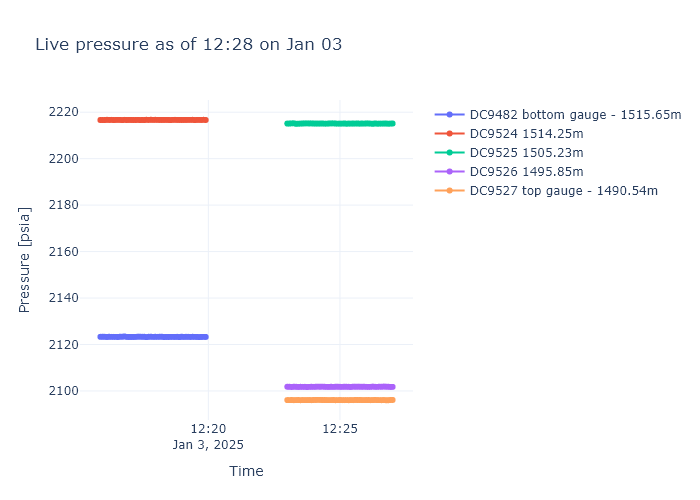 Live pressure as of 12:28 on Jan 03
DC9482 bottom gauge - 1515.65m
DC9524 1514.25m
DC9525 1505.23m
DC9526 1495.85m
DC9527 top gauge - 1490.54m
Pressure [psia]
2220
2200
2180
2160
2140
2120
2100
12:20
Jan 3, 2025
12:25
Time